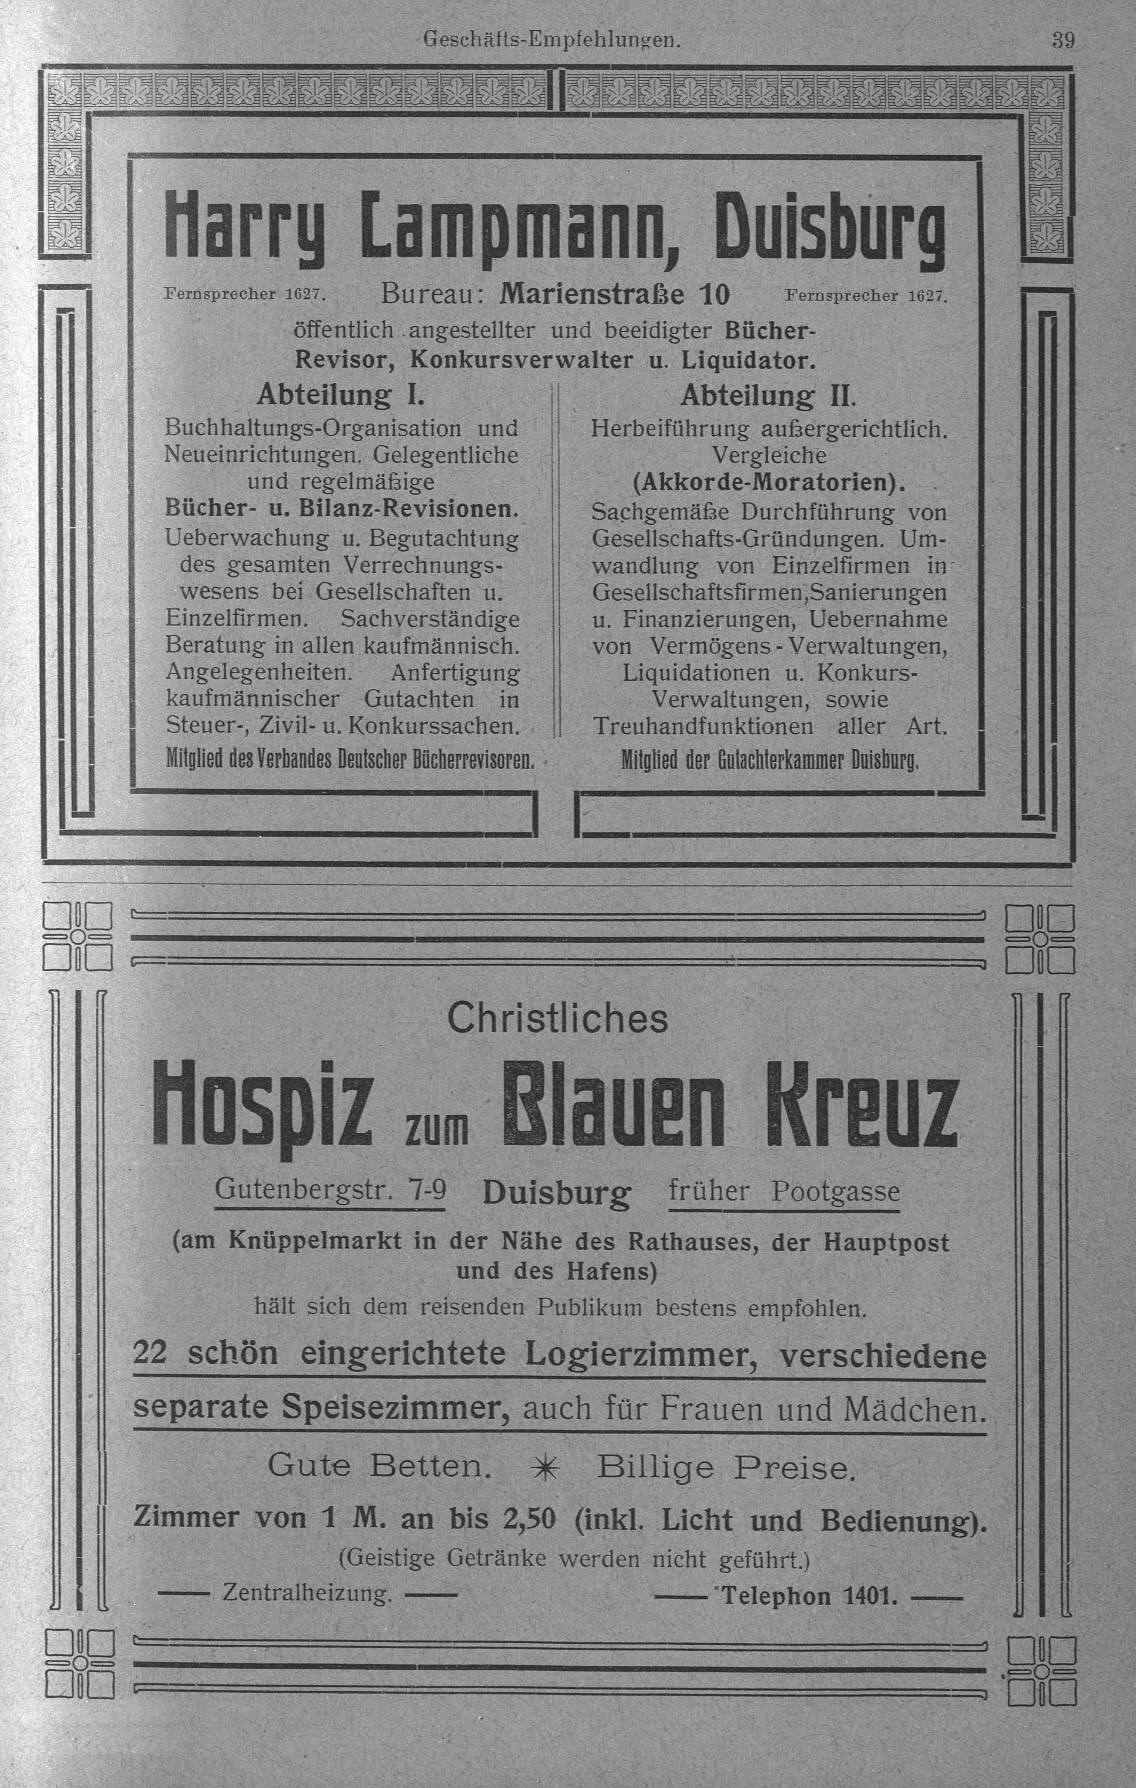 Geschäfts-Empfehlungen. 39
Harry Lampmann, Duisburg
Fernsprecher 1627. Bureau: Marienstraße 10 Fernsprecher 1627.
öffentlich angestellter und beeidigter Bücher-
Revisor, Konkursverwalter u. Liquidator.
Abteilung I.
Buchhaltungs-Organisation und
Neueinrichtungen. Gelegentliche
und regelmäßige
Bücher- u. Bilanz-Revisionen.
Ueberwachung u. Begutachtung
des gesamten Verrechnungs-
wesens bei Gesellschaften u.
Einzelfirmen. Sachverständige
Beratung in allen kaufmännisch.
Angelegenheiten. Anfertigung
kaufmännischer Gutachten in
Steuer-, Zivil- u. Konkurssachen.
Mitglied des Verbandes Deutscher Bücherrevisoren.
Abteilung II.
Herbeiführung außergerichtlich.
Vergleiche
(Akkorde-Moratorien).
Sachgemäße Durchführung von
Gesellschafts-Gründungen. Um-
wandlung von Einzelfirmen in
Gesellschaftsfirmen, Sanierungen
u. Finanzierungen, Uebernahme
von Vermögens-Verwaltungen,
Liquidationen u. Konkurs-
Verwaltungen, sowie
Treuhandfunktionen aller Art.
Mitglied der Gutachterkammer Duisburg.
Christliches
Hospiz zum Blauen Kreuz
Gutenbergstr. 7-9 Duisburg früher Pootgasse
(am Knüppelmarkt in der Nähe des Rathauses, der Hauptpost
und des Hafens)
hält sich dem reisenden Publikum bestens empfohlen.
22 schön eingerichtete Logierzimmer, verschiedene
separate Speisezimmer, auch für Frauen und Mädchen.
Gute Betten. ✳ Billige Preise.
Zimmer von 1 M. an bis 2,50 (inkl. Licht und Bedienung).
(Geistige Getränke werden nicht geführt.)
— Zentralheizung. — — Telephon 1401. —